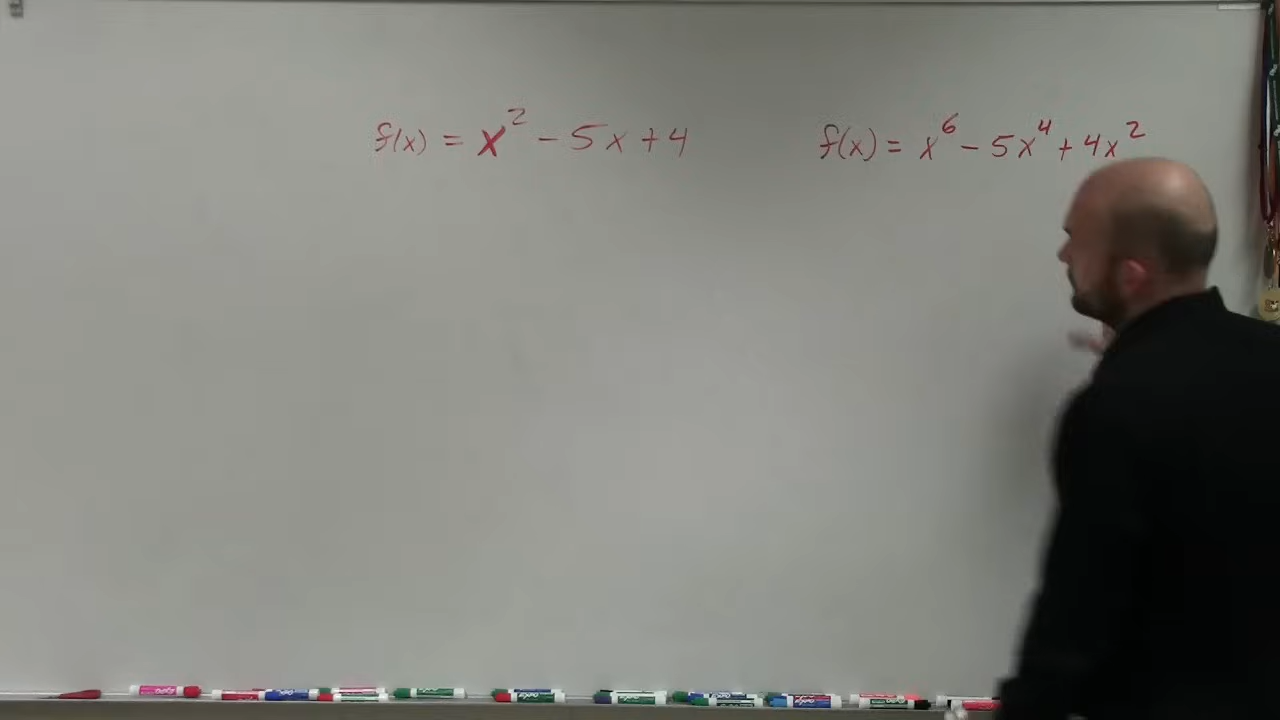 f(x) = x² - 5x + 4
f(x) = x⁶ - 5x⁴ + 4x²